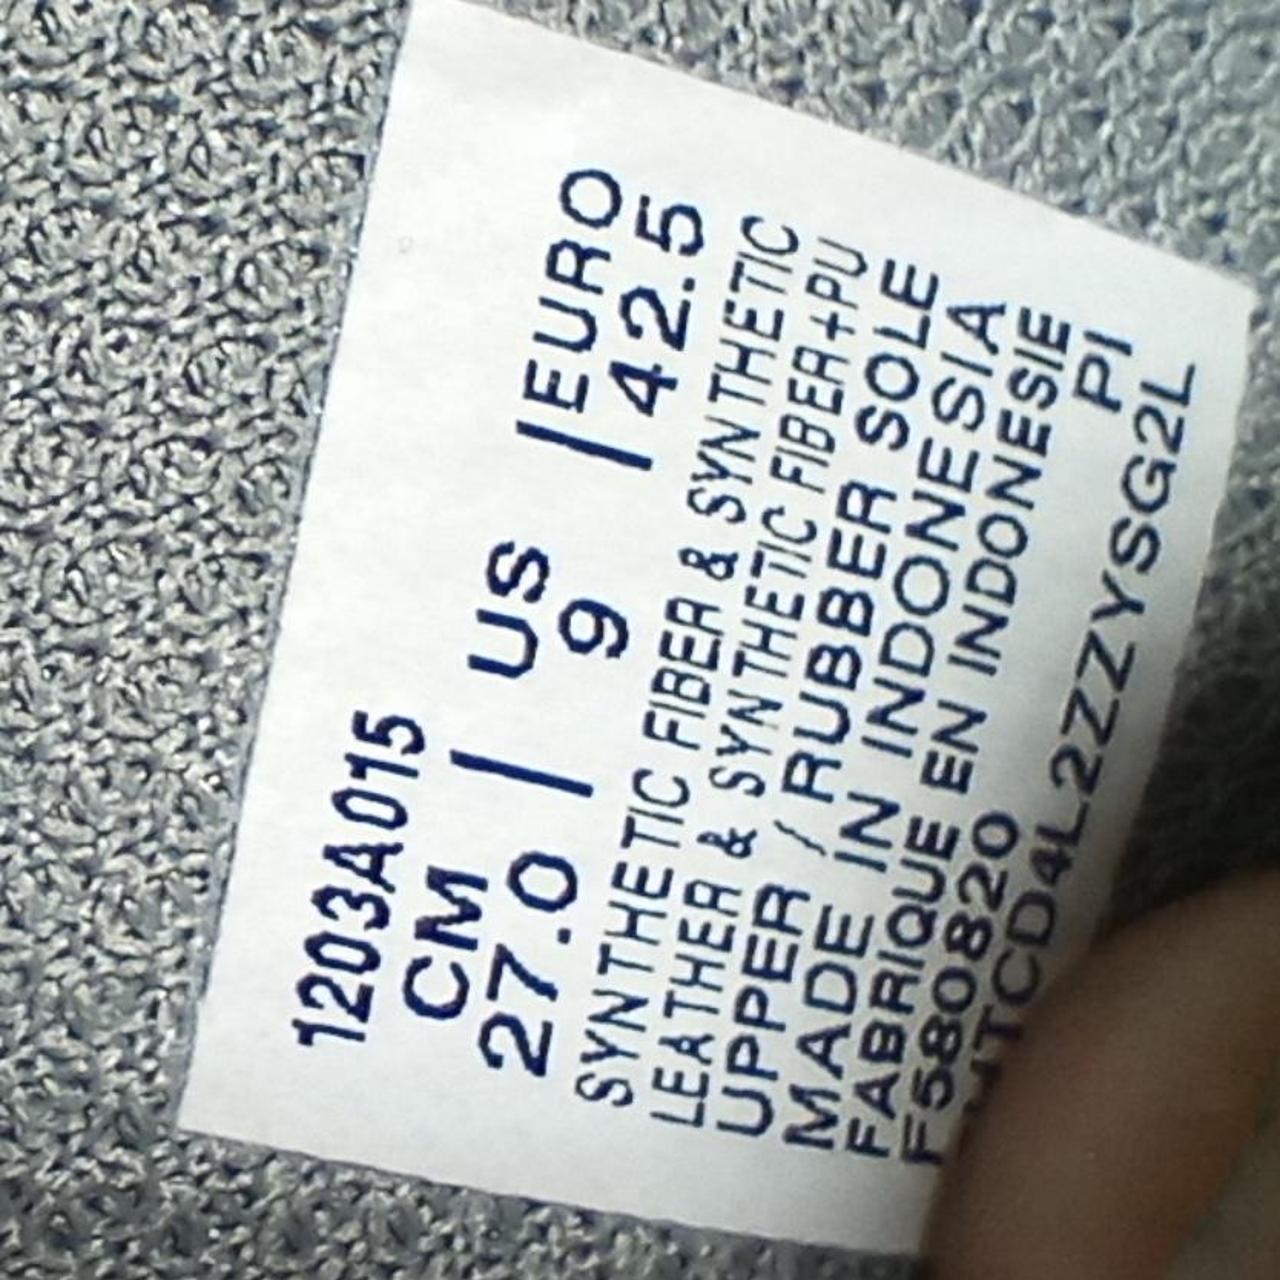 1203A015
CM | US | EURO
27.0 | 9 | 42.5
SYNTHETIC FIBER & SYNTHETIC
LEATHER & SYNTHETIC FIBER+PU
UPPER / RUBBER SOLE
MADE IN INDONESIA
FABRIQUE EN INDONESIE
F580820 PI